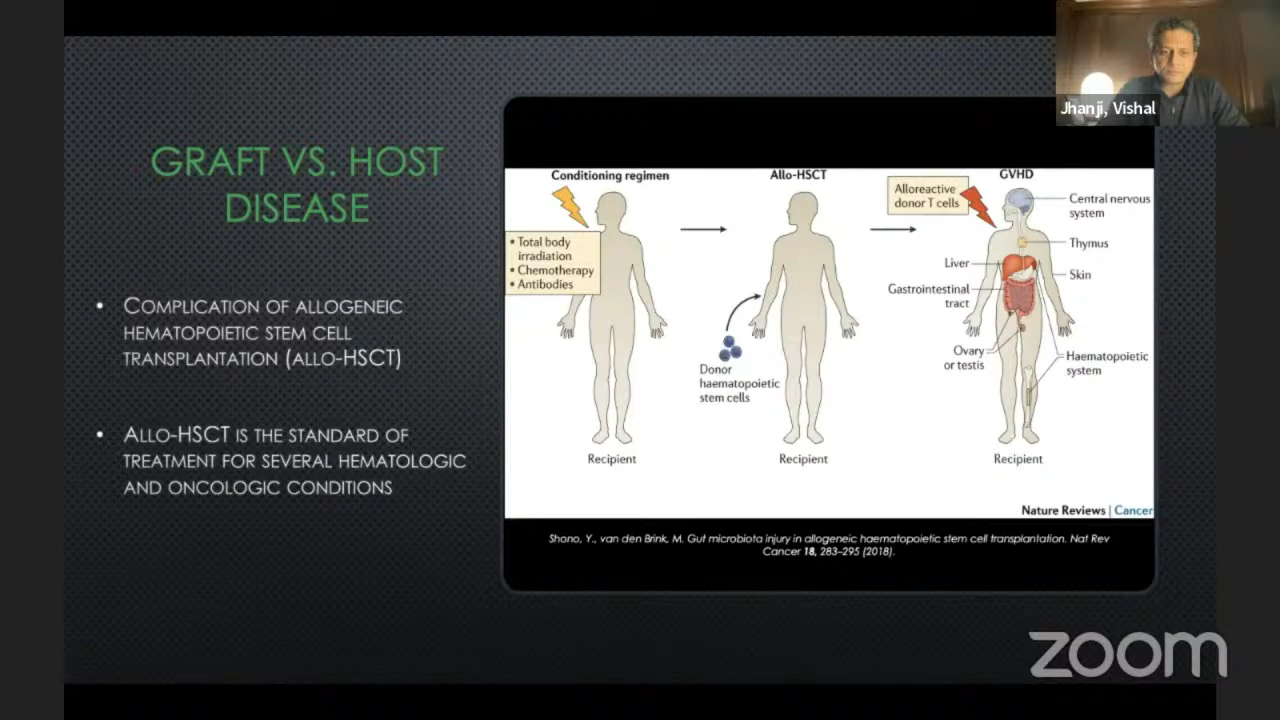 Jhanji, Vishal
GRAFT VS. HOST
DISEASE
• COMPLICATION OF ALLOGENEIC
HEMATOPOIETIC STEM CELL
TRANSPLANTATION (ALLO-HSCT)
• ALLO-HSCT IS THE STANDARD OF
TREATMENT FOR SEVERAL HEMATOLOGIC
AND ONCOLOGIC CONDITIONS
Conditioning regimen
• Total body
irradiation
• Chemotherapy
• Antibodies
Recipient
Allo-HSCT
Donor
haematopoietic
stem cells
Recipient
GVHD
Alloreactive
donor T cells
Central nervous
system
Thymus
Liver
Skin
Gastrointestinal
tract
Ovary
or testis
Haematopoietic
system
Recipient
Nature Reviews | Cancer
Shono, Y., van den Brink, M. Gut microbiota injury in allogeneic haematopoietic stem cell transplantation. Nat Rev
Cancer 18, 283–295 (2018).
zoom